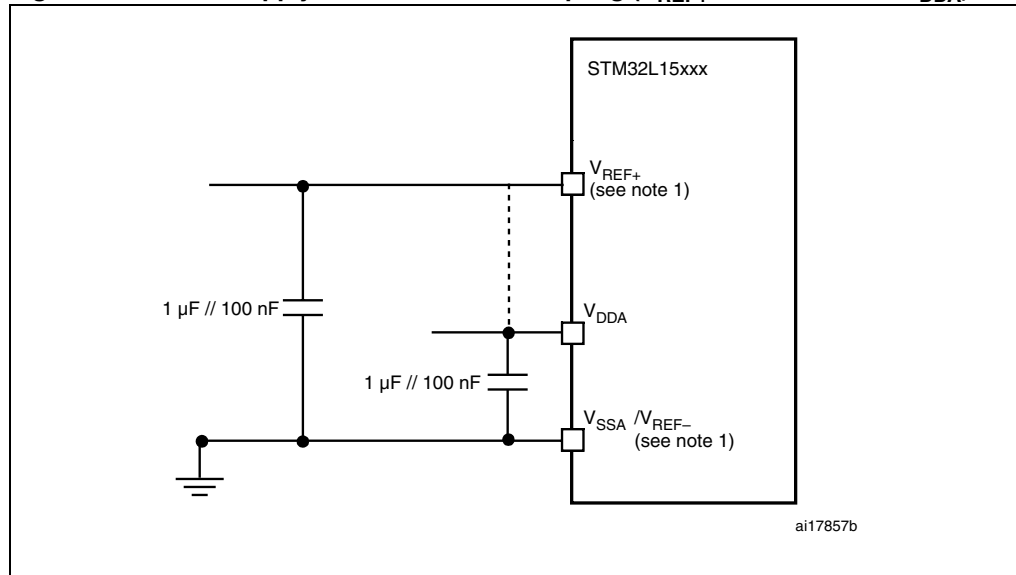 STM32L15xxx
VREF+
(see note 1)
1 µF // 100 nF
VDDA
1 µF // 100 nF
VSSA /VREF–
(see note 1)
ai17857b